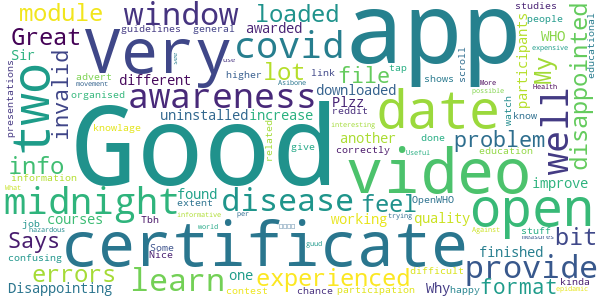 module
window
loaded
awarded
guidelines
general
Great
Very
covid
app
studies
people
WHO
educational
Sir
advert
different
higher
link
use
see
movement
organised
Asibone
presentations
two
invalid
awareness
lot
file
downloaded
shows
scroll
tap
More
expensive
participants
My
disappointed
uninstalled
increase
Plzz
reddit
possible
Health
knowlage
Good
related
another
correctly
give
interesting
date
done
education
Useful
well
problem
watch
know
info
information
What
midnight
found
disease
extent
informative
per
feel
video
OpenWHO
working
quality
trying
open
improve
stuff
measures
Against
epidemic
courses
job
hazardous
Tbh
Some
Nice
world
guud
Says
confusing
certificate
finished
Why
happy
difficult
kinda
bit
provide
Disappointing
errors
learn
one
contest
experienced
chance
participation
format